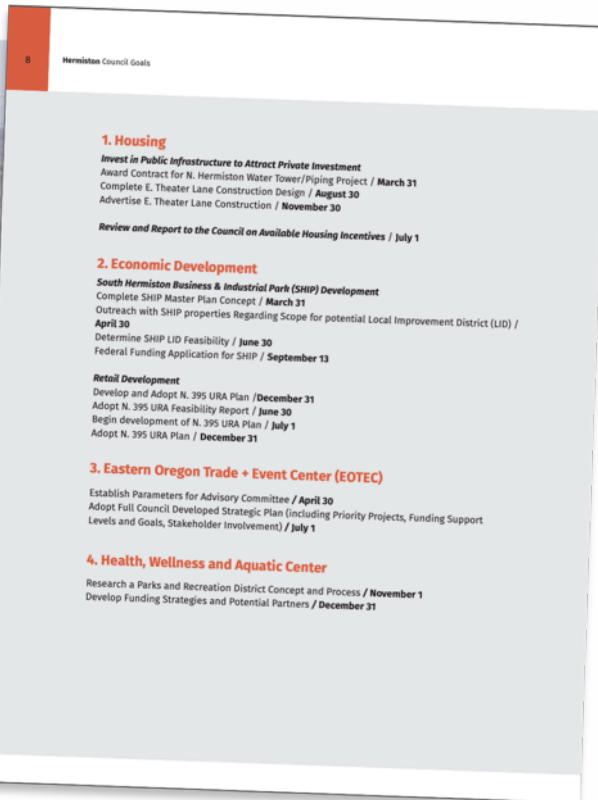 8
Hermiston Council Goals
1. Housing
Invest in Public Infrastructure to Attract Private Investment
Award Contract for N. Hermiston Water Tower/Piping Project / March 31
Complete E. Theater Lane Construction Design / August 30
Advertise E. Theater Lane Construction / November 30
Review and Report to the Council on Available Housing Incentives / July 1
2. Economic Development
South Hermiston Business & Industrial Park (SHIP) Development
Complete SHIP Master Plan Concept / March 31
Outreach with SHIP properties Regarding Scope for potential Local Improvement District (LID) /
April 30
Determine SHIP LID Feasibility / June 30
Federal Funding Application for SHIP / September 13
Retail Development
Develop and Adopt N. 395 URA Plan /December 31
Adopt N. 395 URA Feasibility Report / June 30
Begin development of N. 395 URA Plan / July 1
Adopt N. 395 URA Plan / December 31
3. Eastern Oregon Trade + Event Center (EOTEC)
Establish Parameters for Advisory Committee / April 30
Adopt Full Council Developed Strategic Plan (including Priority Projects, Funding Support
Levels and Goals, Stakeholder Involvement) / July 1
4. Health, Wellness and Aquatic Center
Research a Parks and Recreation District Concept and Process / November 1
Develop Funding Strategies and Potential Partners / December 31